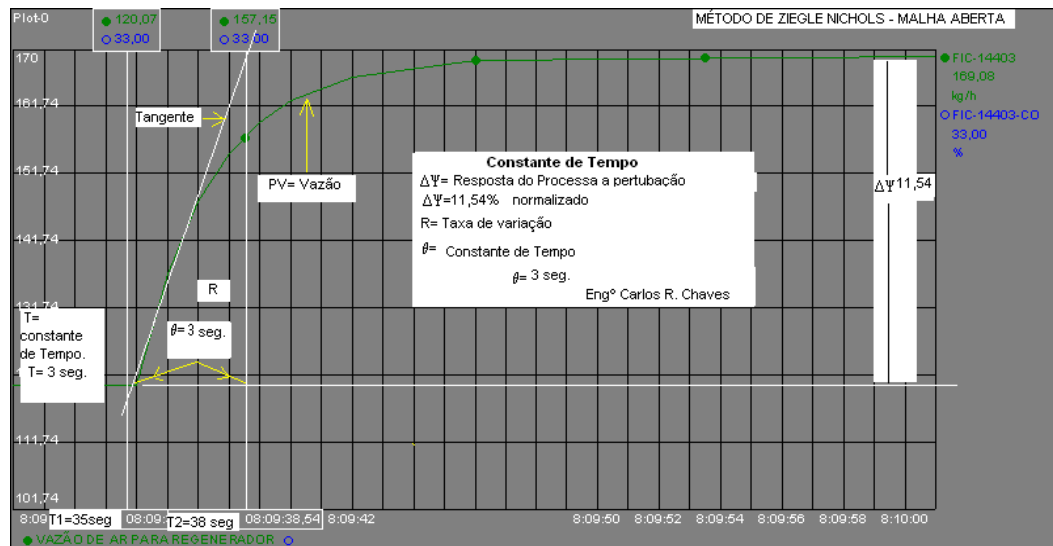 Plot-0
120,07
33,00
157,15
33,00
MÉTODO DE ZIEGLE NICHOLS - MALHA ABERTA
170
161,74
151,74
141,74
131,74
111,74
101,74
Tangente
PV= Vazão
R
θ= 3 seg.
T=
constante
de Tempo.
T= 3 seg.
Constante de Tempo
ΔΨ= Resposta do Processa a pertubação
ΔΨ=11,54% normalizado
R= Taxa de variação
θ= Constante de Tempo
θ= 3 seg.
Engº Carlos R. Chaves
ΔΨ 11,54
FIC-14403
169,08
kg/h
FIC-14403-CO
33,00
%
T1=35seg
T2=38 seg
08:09:38,54
8:09:42
8:09:50
8:09:52
8:09:54
8:09:56
8:09:58
8:10:00
VAZÃO DE AR PARA REGENERADOR